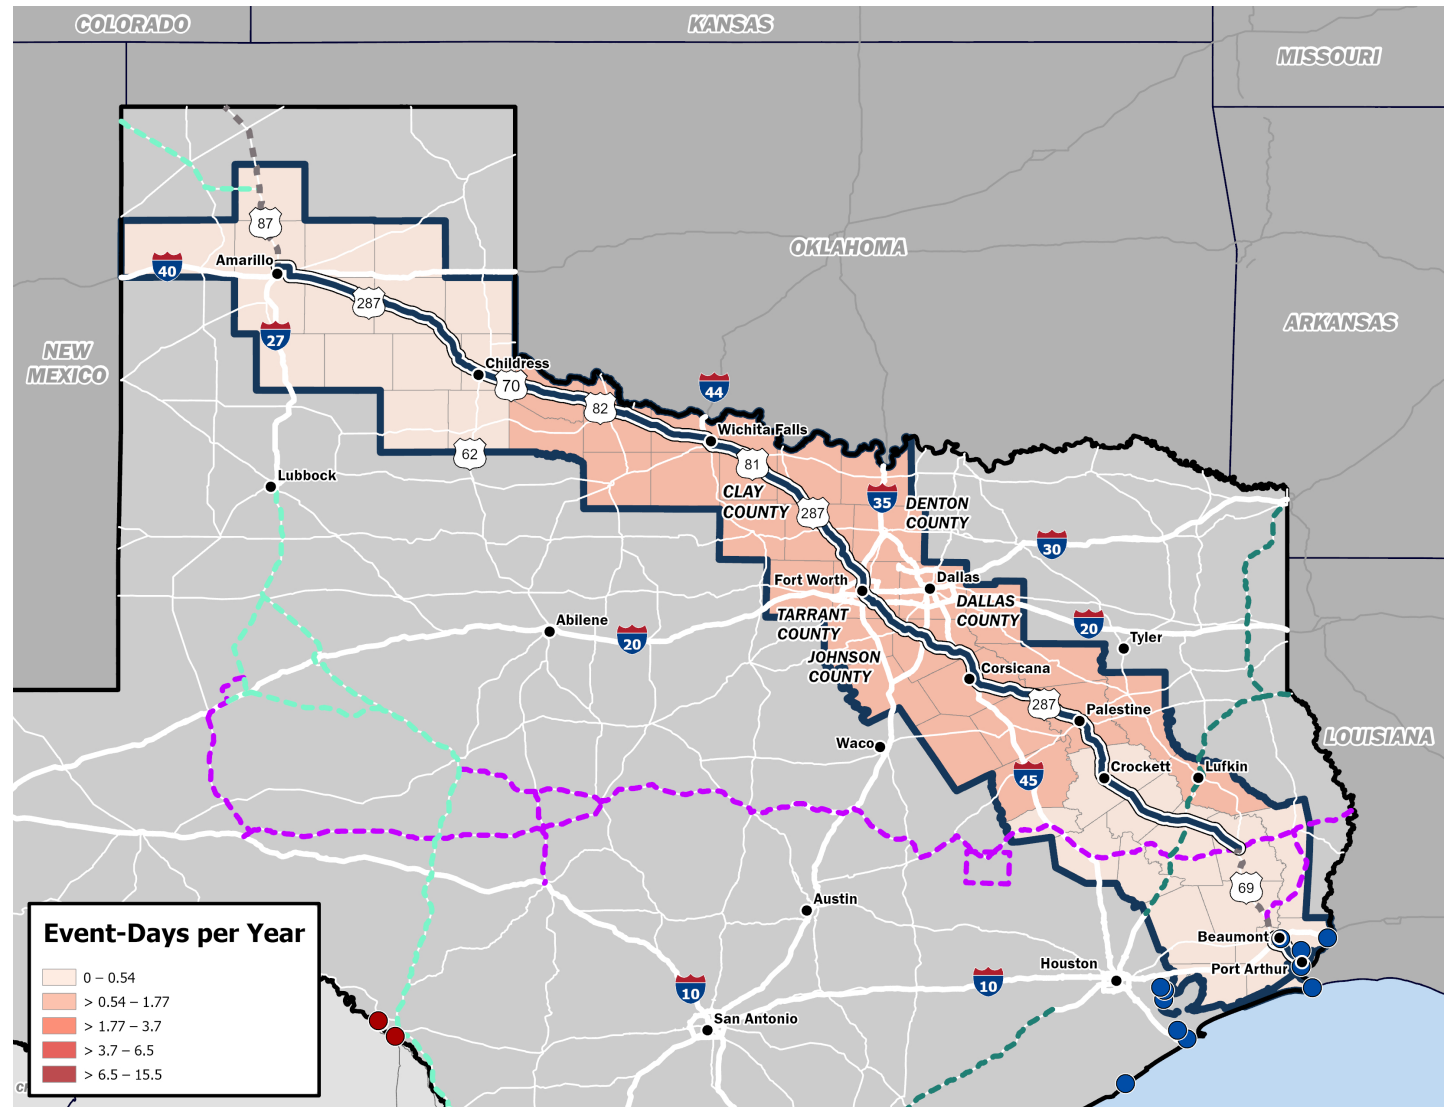 COLORADO
KANSAS
MISSOURI
87
OKLAHOMA
Amarillo
40
287
ARKANSAS
27
NEW
MEXICO
Childress
70
44
82
Wichita Falls
62
81
Lubbock
CLAY
COUNTY
35
DENTON
COUNTY
287
30
Fort Worth
Dallas
DALLAS
COUNTY
TARRANT
COUNTY
Abilene
20
20
Tyler
JOHNSON
COUNTY
Corsicana
287
Palestine
Waco
LOUISIANA
45
Crockett
Lufkin
69
Austin
Beaumont
Houston
Port Arthur
10
10
San Antonio
Event-Days per Year
0 – 0.54
> 0.54 – 1.77
> 1.77 – 3.7
> 3.7 – 6.5
> 6.5 – 15.5